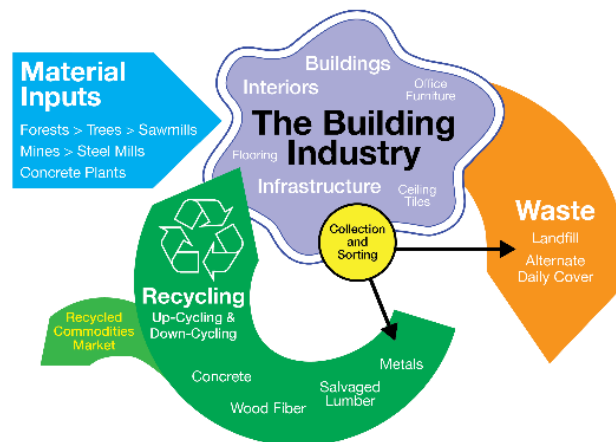 Material
Inputs
Forests > Trees > Sawmills
Mines > Steel Mills
Concrete Plants
Buildings
Interiors
Office
Furniture
The Building
Industry
Flooring
Infrastructure
Ceiling
Tiles
Collection
and
Sorting
Waste
Landfill
Alternate
Daily Cover
Recycling
Up-Cycling &
Down-Cycling
Recycled
Commodities
Market
Concrete
Wood Fiber
Salvaged
Lumber
Metals